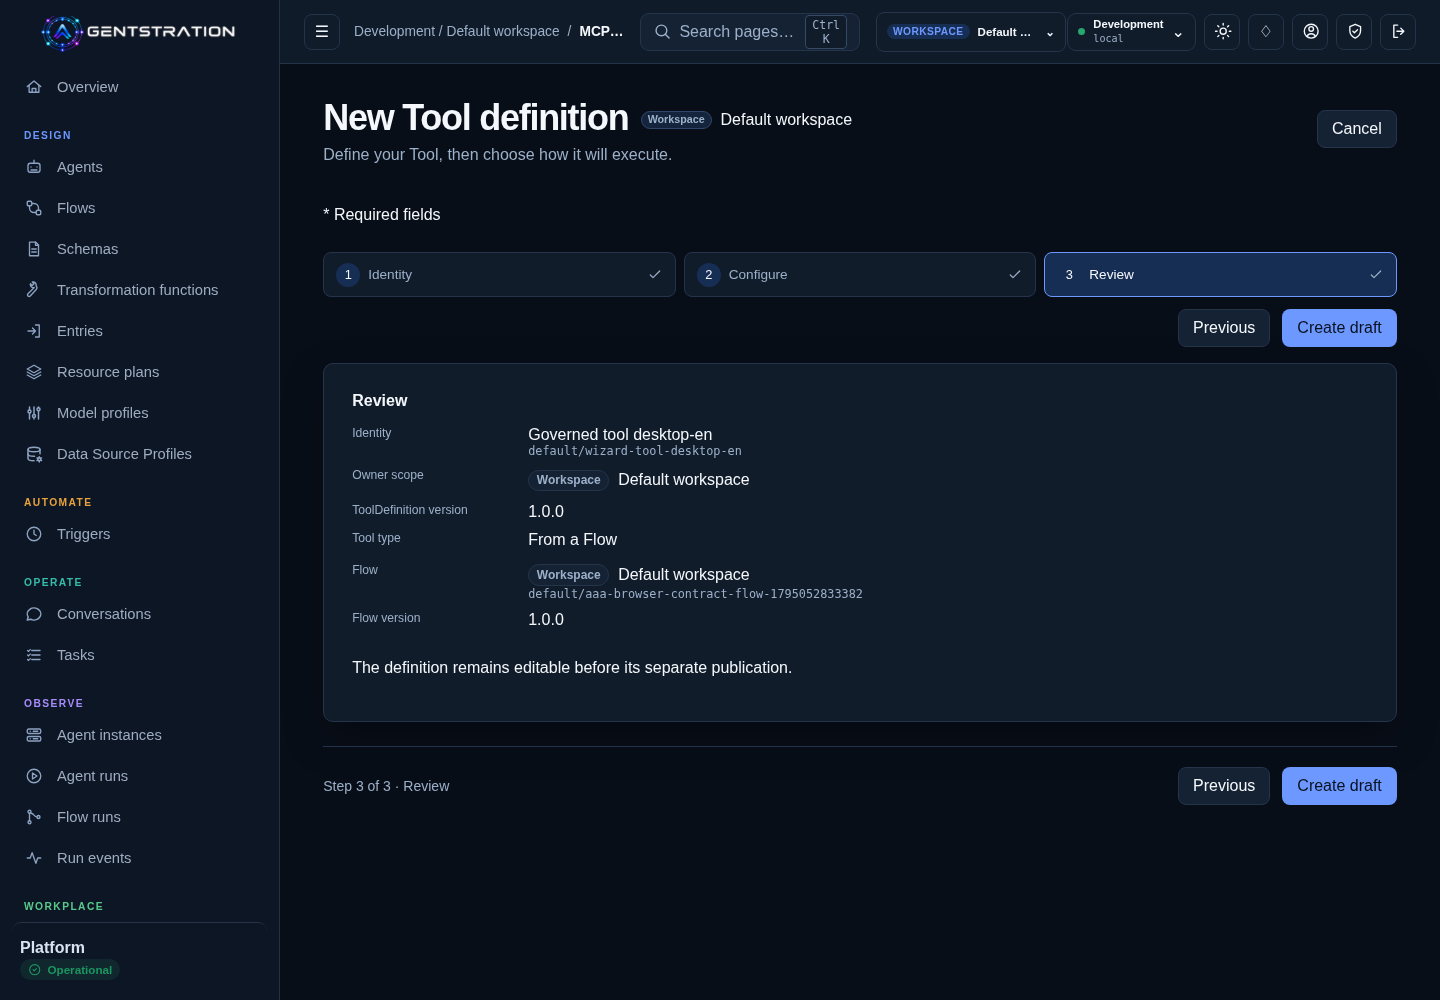 GENTSTRATION
Overview
DESIGN
Agents
Flows
Schemas
Transformation functions
Entries
Resource plans
Model profiles
Data Source Profiles
AUTOMATE
Triggers
OPERATE
Conversations
Tasks
OBSERVE
Agent instances
Agent runs
Flow runs
Run events
WORKPLACE
Platform
Operational
Development / Default workspace / MCP...
Search pages...
Ctrl K
WORKSPACE Default ...
Development
local
New Tool definition Workspace Default workspace
Define your Tool, then choose how it will execute.
Cancel
* Required fields
1 Identity
2 Configure
3 Review
Previous
Create draft
Review
Identity Governed tool desktop-en
default/wizard-tool-desktop-en
Owner scope Workspace Default workspace
ToolDefinition version 1.0.0
Tool type From a Flow
Flow Workspace Default workspace
default/aaa-browser-contract-flow-1795052833382
Flow version 1.0.0
The definition remains editable before its separate publication.
Step 3 of 3 · Review
Previous
Create draft